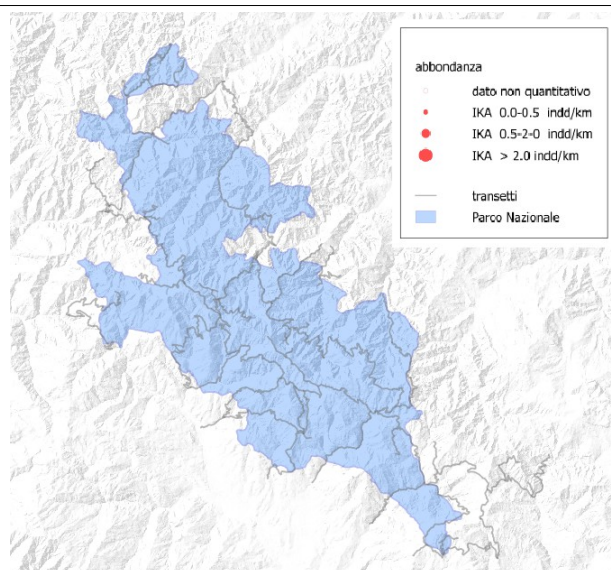 abbondanza
dato non quantitativo
IKA 0.0-0.5 indd/km
IKA 0.5-2-0 indd/km
IKA > 2.0 indd/km
transetti
Parco Nazionale